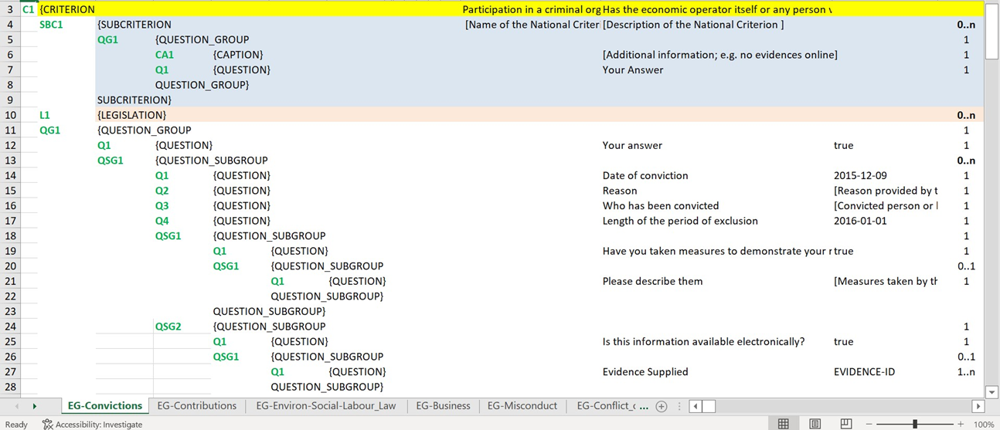 3 C1 {CRITERION Participation in a criminal org Has the economic operator itself or any person
4 SBC1 {SUBCRITERION [Name of the National Criter [Description of the National Criterion ] 0..n
5 QG1 {QUESTION_GROUP 1
6 CA1 {CAPTION} [Additional information; e.g. no evidences online] 1
7 Q1 {QUESTION} Your Answer 1
8 QUESTION_GROUP}
9 SUBCRITERION}
10 L1 {LEGISLATION} 0..n
11 QG1 {QUESTION_GROUP 1
12 Q1 {QUESTION} Your answer true 1
13 QSG1 {QUESTION_SUBGROUP 0..n
14 Q1 {QUESTION} Date of conviction 2015-12-09 1
15 Q2 {QUESTION} Reason [Reason provided by t 1
16 Q3 {QUESTION} Who has been convicted [Convicted person or 1
17 Q4 {QUESTION} Length of the period of exclusion 2016-01-01 1
18 QSG1 {QUESTION_SUBGROUP 1
19 Q1 {QUESTION} Have you taken measures to demonstrate your r true 1
20 QSG1 {QUESTION_SUBGROUP 0..1
21 Q1 {QUESTION} Please describe them [Measures taken by th 1
22 QUESTION_SUBGROUP}
23 QUESTION_SUBGROUP}
24 QSG2 {QUESTION_SUBGROUP 1
25 Q1 {QUESTION} Is this information available electronically? true 1
26 QSG1 {QUESTION_SUBGROUP 0..1
27 Q1 {QUESTION} Evidence Supplied EVIDENCE-ID 1..n
28 QUESTION_SUBGROUP}
EG-Convictions EG-Contributions EG-Environ-Social-Labour_Law EG-Business EG-Misconduct EG-Conflict_c ...
Ready Accessibility: Investigate 100%